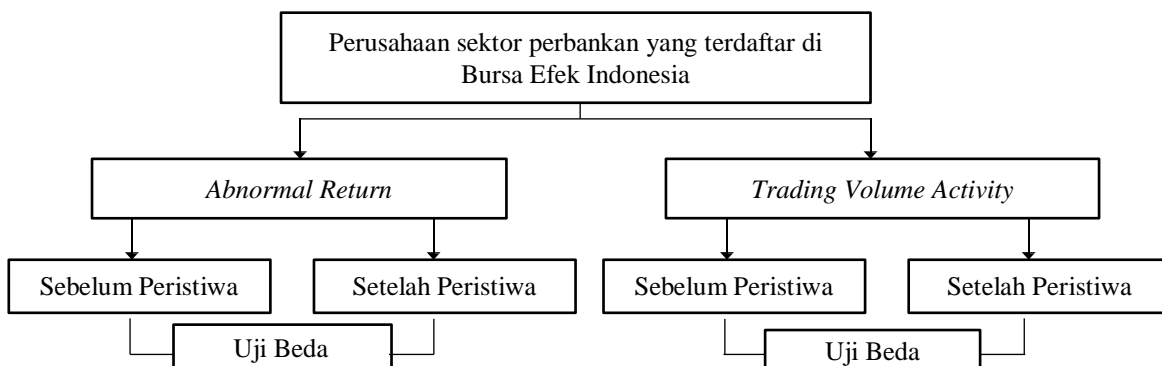 Perusahaan sektor perbankan yang terdaftar di
Bursa Efek Indonesia
Abnormal Return
Trading Volume Activity
Sebelum Peristiwa
Setelah Peristiwa
Sebelum Peristiwa
Setelah Peristiwa
Uji Beda
Uji Beda